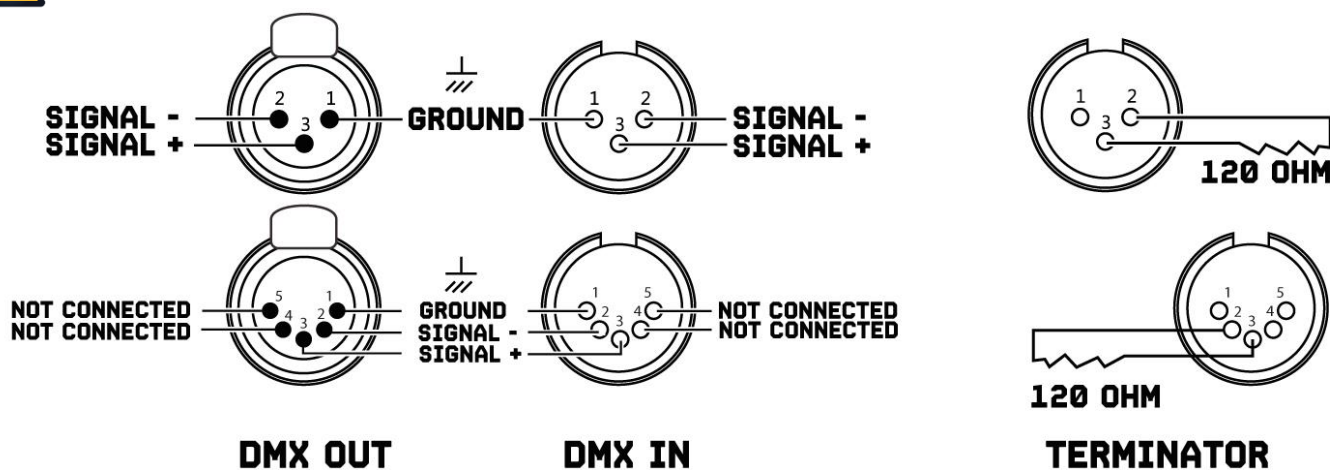 2 1
3
SIGNAL -
SIGNAL +
GROUND
1 2
3
SIGNAL -
SIGNAL +
1 2
3
120 OHM
5 1
4 3 2
NOT CONNECTED
NOT CONNECTED
GROUND
SIGNAL -
SIGNAL +
1 5
2 3 4
NOT CONNECTED
NOT CONNECTED
1 5
2 3 4
120 OHM
DMX OUT
DMX IN
TERMINATOR